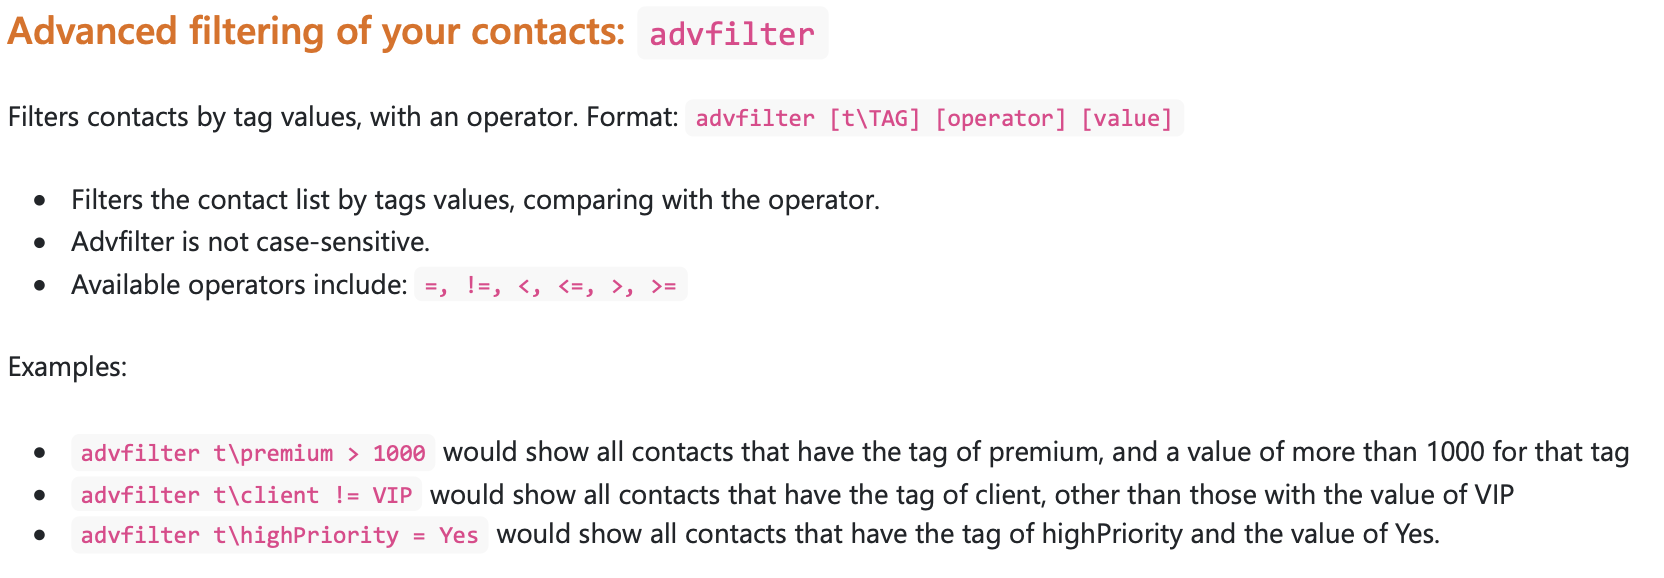 Advanced filtering of your contacts: advfilter
Filters contacts by tag values, with an operator. Format: advfilter [t\TAG] [operator] [value]
• Filters the contact list by tags values, comparing with the operator.
• Advfilter is not case-sensitive.
• Available operators include: =, !=, <, <=, >, >=
Examples:
• advfilter t\premium > 1000 would show all contacts that have the tag of premium, and a value of more than 1000 for that tag
• advfilter t\client != VIP would show all contacts that have the tag of client, other than those with the value of VIP
• advfilter t\highPriority = Yes would show all contacts that have the tag of highPriority and the value of Yes.